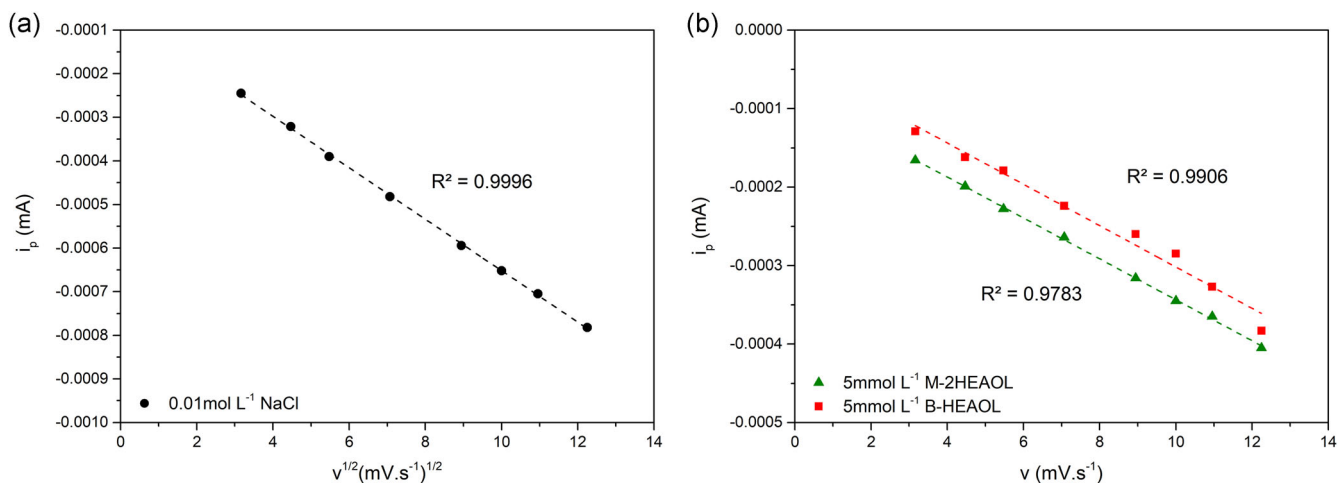 (a)
-0.0001
-0.0002
-0.0003
-0.0004
-0.0005
-0.0006
-0.0007
-0.0008
-0.0009
-0.0010
i_p (mA)
R² = 0.9996
0.01mol L⁻¹ NaCl
0 2 4 6 8 10 12 14
v^1/2(mV.s⁻¹)^1/2
(b)
0.0000
-0.0001
-0.0002
-0.0003
-0.0004
-0.0005
i_p (mA)
R² = 0.9906
R² = 0.9783
5mmol L⁻¹ M-2HEAOL
5mmol L⁻¹ B-HEAOL
0 2 4 6 8 10 12 14
v (mV.s⁻¹)